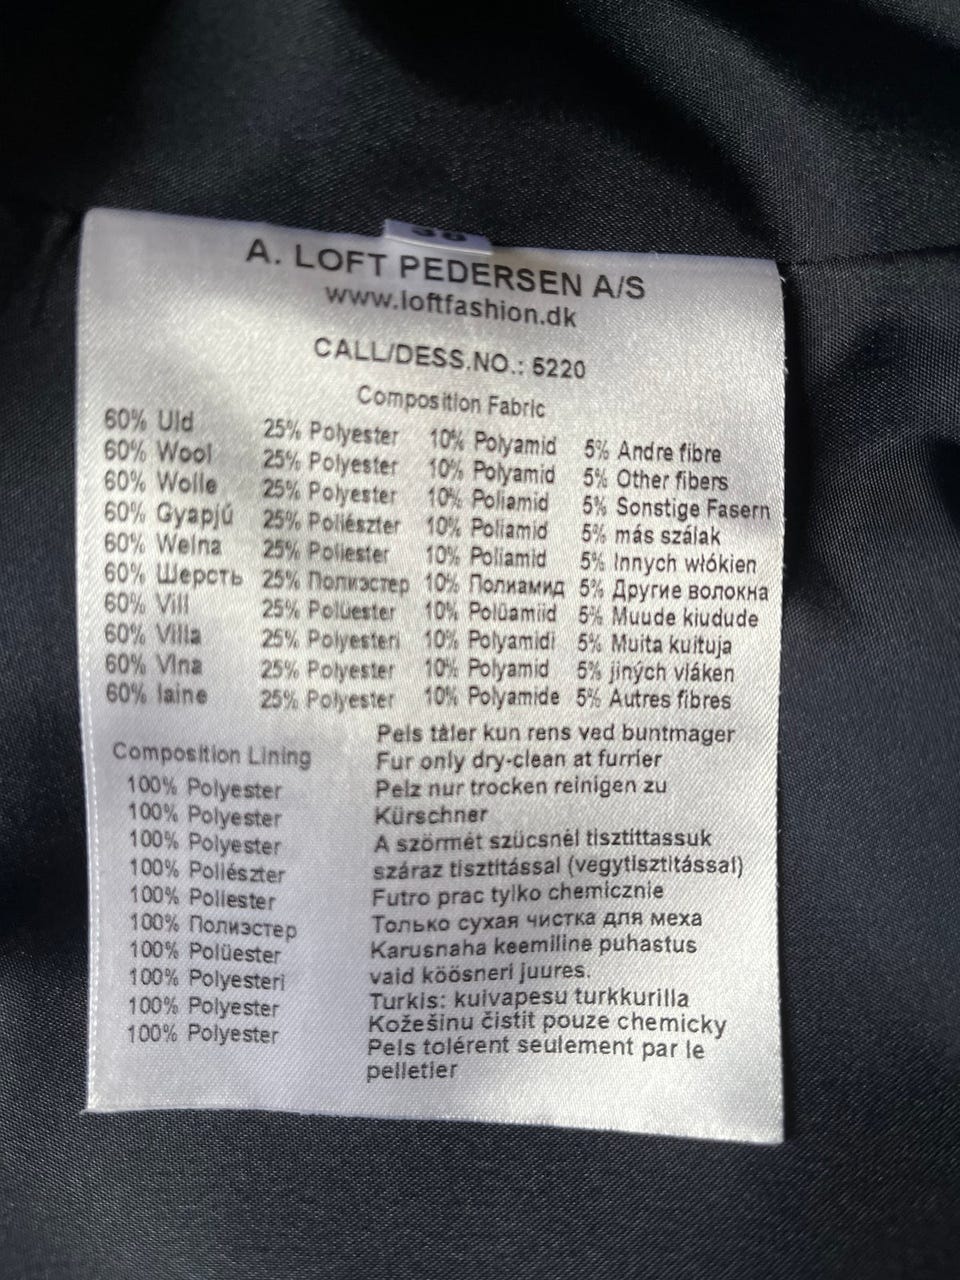 38
A. LOFT PEDERSEN A/S
www.loftfashion.dk
CALL/DESS.NO.: 5220
Composition Fabric
60% Uld 25% Polyester 10% Polyamid 5% Andre fibre
60% Wool 25% Polyester 10% Polyamid 5% Other fibers
60% Wolle 25% Polyester 10% Poliamid 5% Sonstige Fasern
60% Gyapjú 25% Poliészter 10% Poliamid 5% más szálak
60% Welna 25% Poliester 10% Poliamid 5% Innych włókien
60% Шерсть 25% Полиэстер 10% Полиамид 5% Другие волокна
60% Vill 25% Polüester 10% Polüamiid 5% Muude kiudude
60% Villa 25% Polyesteri 10% Polyamidi 5% Muita kuituja
60% Vlna 25% Polyester 10% Polyamid 5% jiných vláken
60% laine 25% Polyester 10% Polyamide 5% Autres fibres
Composition Lining
100% Polyester
100% Polyester
100% Polyester
100% Poliészter
100% Poliester
100% Полиэстер
100% Polüester
100% Polyesteri
100% Polyester
100% Polyester
Pels tåler kun rens ved buntmager
Fur only dry-clean at furrier
Pelz nur trocken reinigen zu
Kürschner
A szörmét szücsnél tisztittassuk
száraz tisztítással (vegytisztitással)
Futro prac tylko chemicznie
Только сухая чистка для меха
Karusnaha keemiline puhastus
vaid köösneri juures.
Turkis: kuivapesu turkkurilla
Kožešinu čistit pouze chemicky
Pels tolérent seulement par le
pelletier